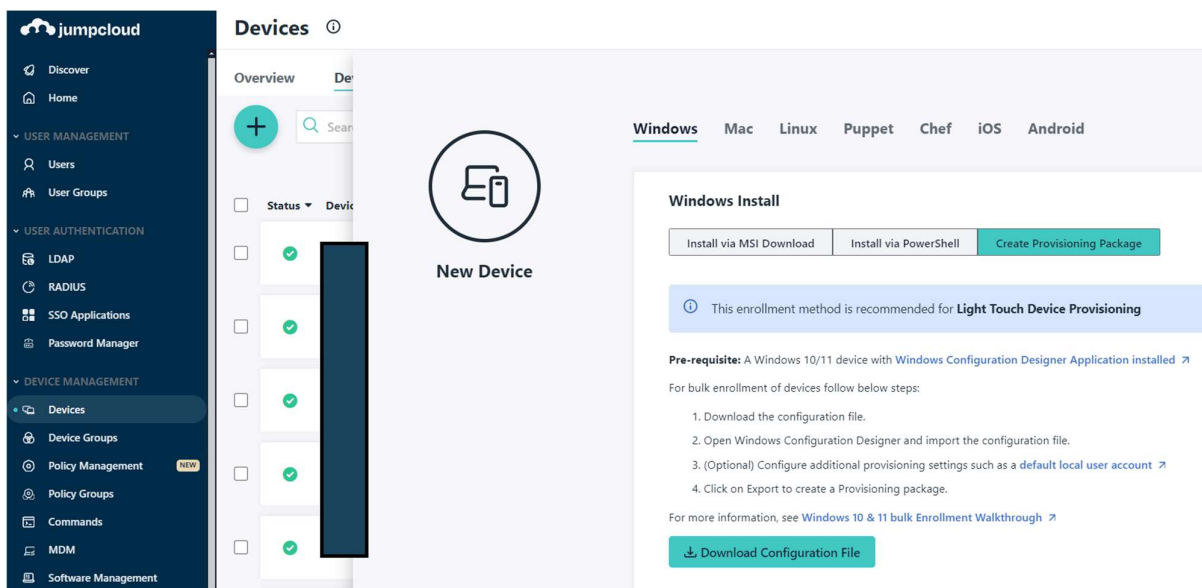 jumpcloud
Discover
Home
USER MANAGEMENT
Users
User Groups
USER AUTHENTICATION
LDAP
RADIUS
SSO Applications
Password Manager
DEVICE MANAGEMENT
Devices
Device Groups
Policy Management NEW
Policy Groups
Commands
MDM
Software Management
Devices
Overview De
Sear
Status Devic
New Device
Windows Mac Linux Puppet Chef iOS Android
Windows Install
Install via MSI Download Install via PowerShell Create Provisioning Package
This enrollment method is recommended for Light Touch Device Provisioning
Pre-requisite: A Windows 10/11 device with Windows Configuration Designer Application installed
For bulk enrollment of devices follow below steps:
1. Download the configuration file.
2. Open Windows Configuration Designer and import the configuration file.
3. (Optional) Configure additional provisioning settings such as a default local user account
4. Click on Export to create a Provisioning package.
For more information, see Windows 10 & 11 bulk Enrollment Walkthrough
Download Configuration File